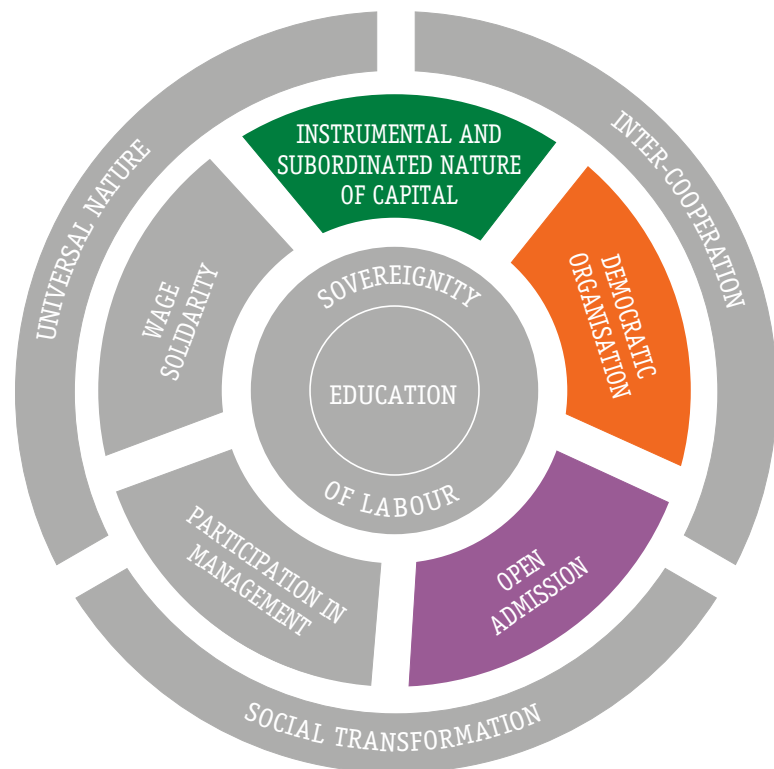 UNIVERSAL NATURE
INTER-COOPERATION
INSTRUMENTAL AND
SUBORDINATED NATURE
OF CAPITAL
WAGE
SOLIDARITY
DEMOCRATIC
ORGANISATION
SOVEREIGNITY
EDUCATION
OF LABOUR
PARTICIPATION IN
MANAGEMENT
OPEN
ADMISSION
SOCIAL TRANSFORMATION